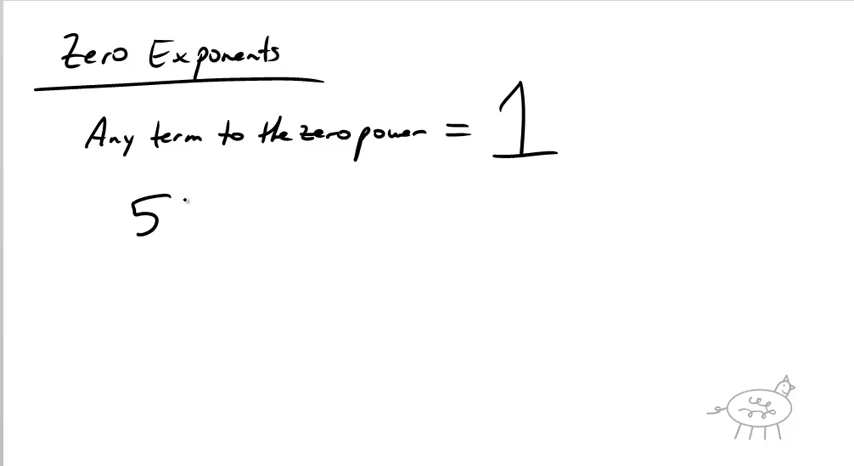 Zero Exponents
Any term to the zero power = 1
5